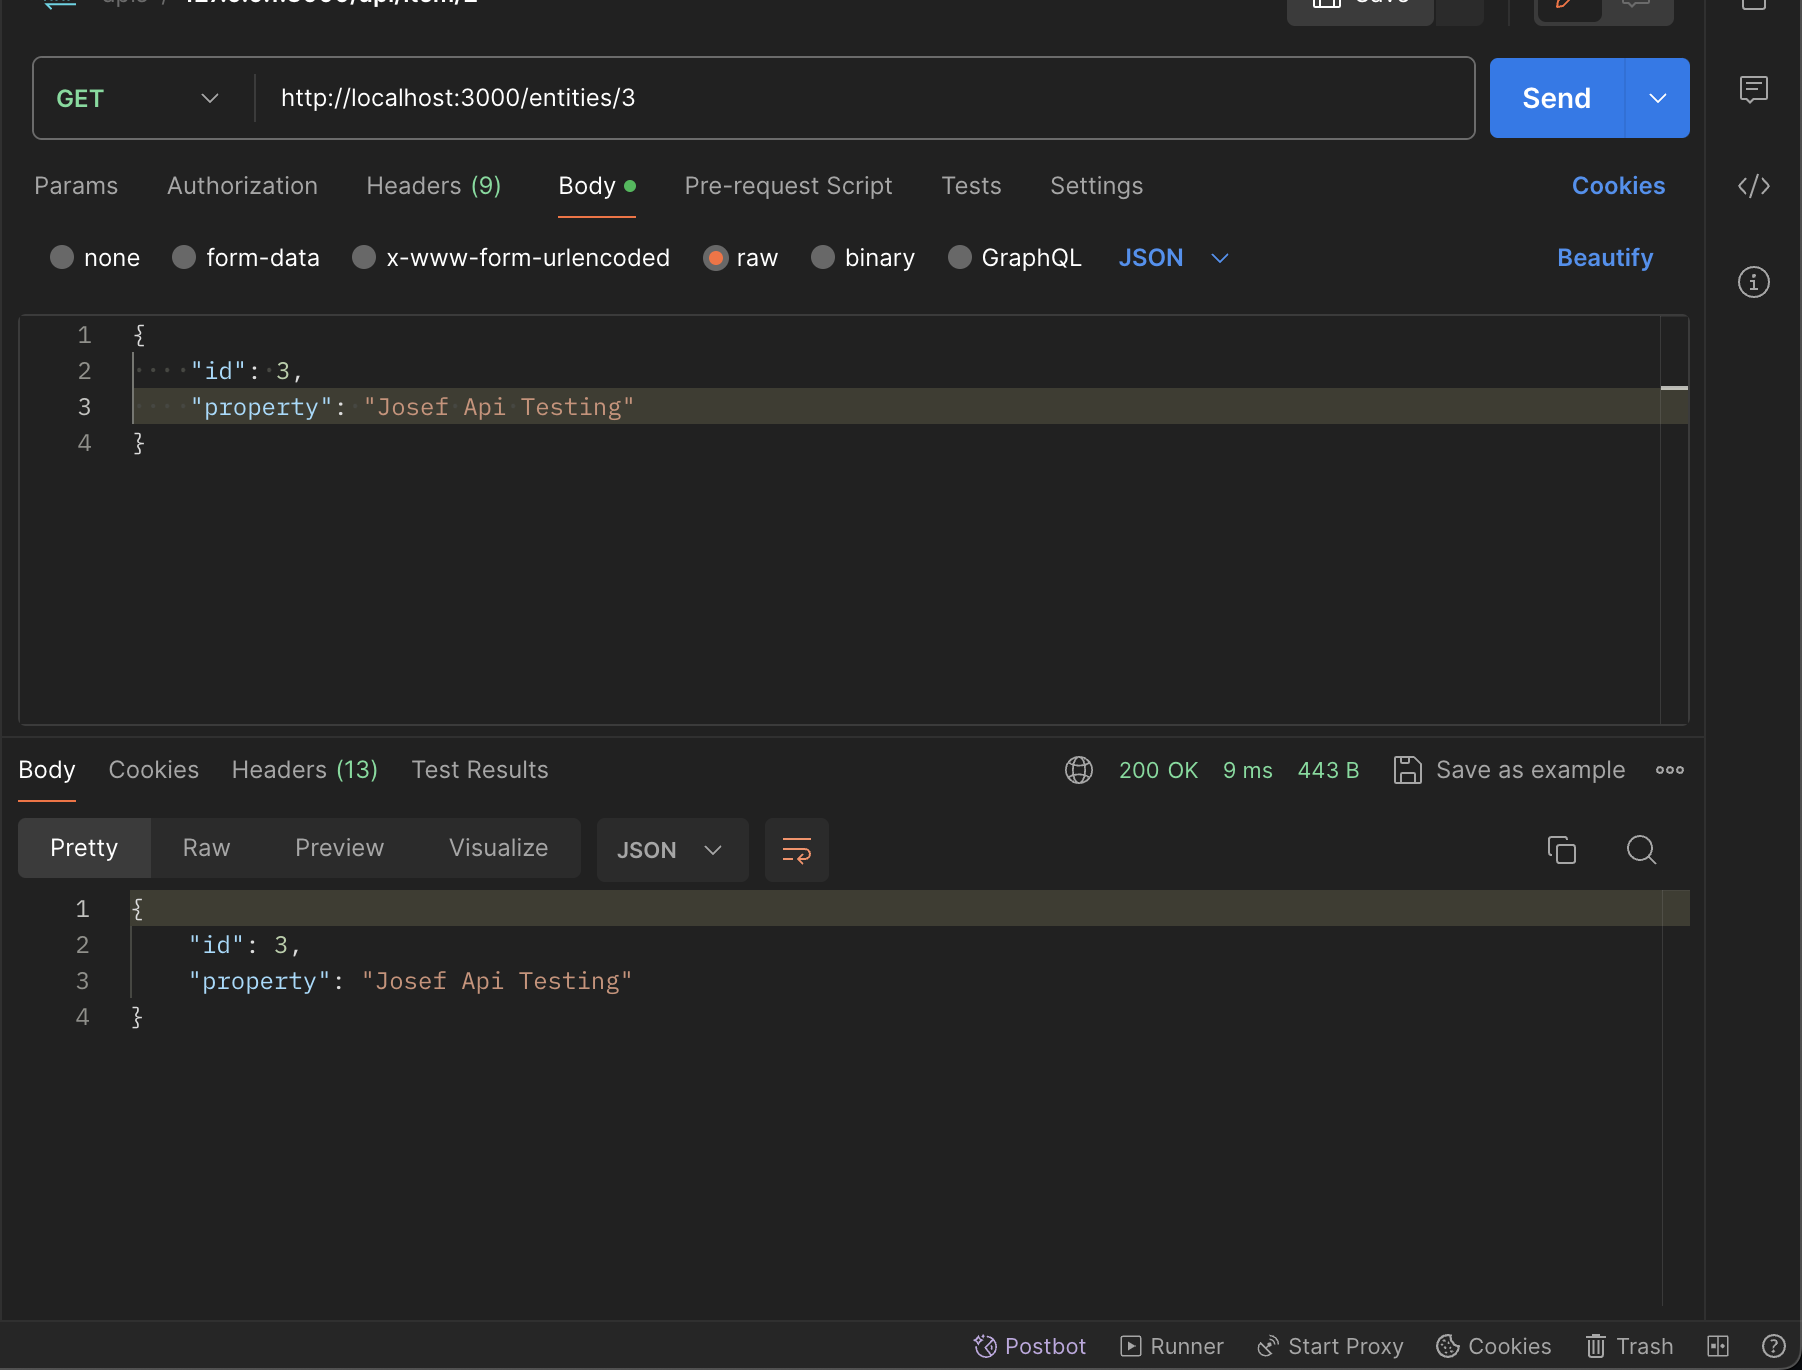 GET http://localhost:3000/entities/3 Send
Params Authorization Headers (9) Body Pre-request Script Tests Settings Cookies
none form-data x-www-form-urlencoded raw binary GraphQL JSON Beautify
1 {
2 "id": 3,
3 "property": "Josef Api Testing"
4 }
Body Cookies Headers (13) Test Results 200 OK 9 ms 443 B Save as example
Pretty Raw Preview Visualize JSON
1 {
2 "id": 3,
3 "property": "Josef Api Testing"
4 }
Postbot Runner Start Proxy Cookies Trash